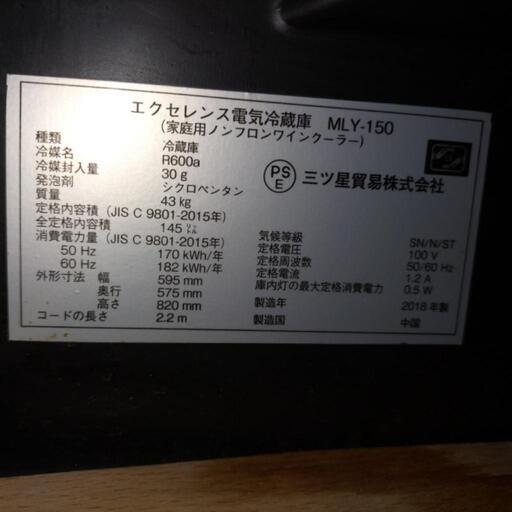 エクセレンス電気冷蔵庫 MLY-150
(家庭用ノンフロンワインクーラー)
種類 冷蔵庫
冷媒名 R600a
冷媒封入量 30 g
発泡剤 シクロペンタン
質量 43 kg
定格内容積 (JIS C 9801-2015年)
全定格内容積 145 リットル
消費電力量 (JIS C 9801-2015年)
50 Hz 170 kWh/年
60 Hz 182 kWh/年
外形寸法 幅 595 mm
奥行 575 mm
高さ 820 mm
コードの長さ 2.2 m
PS
E
三ツ星貿易株式会社
気候等級 SN/N/ST
定格電圧 100 V
定格周波数 50/60 Hz
定格電流 1.2 A
庫内灯の最大定格消費電力 0.5 W
製造年 2018 年製
製造国 中国